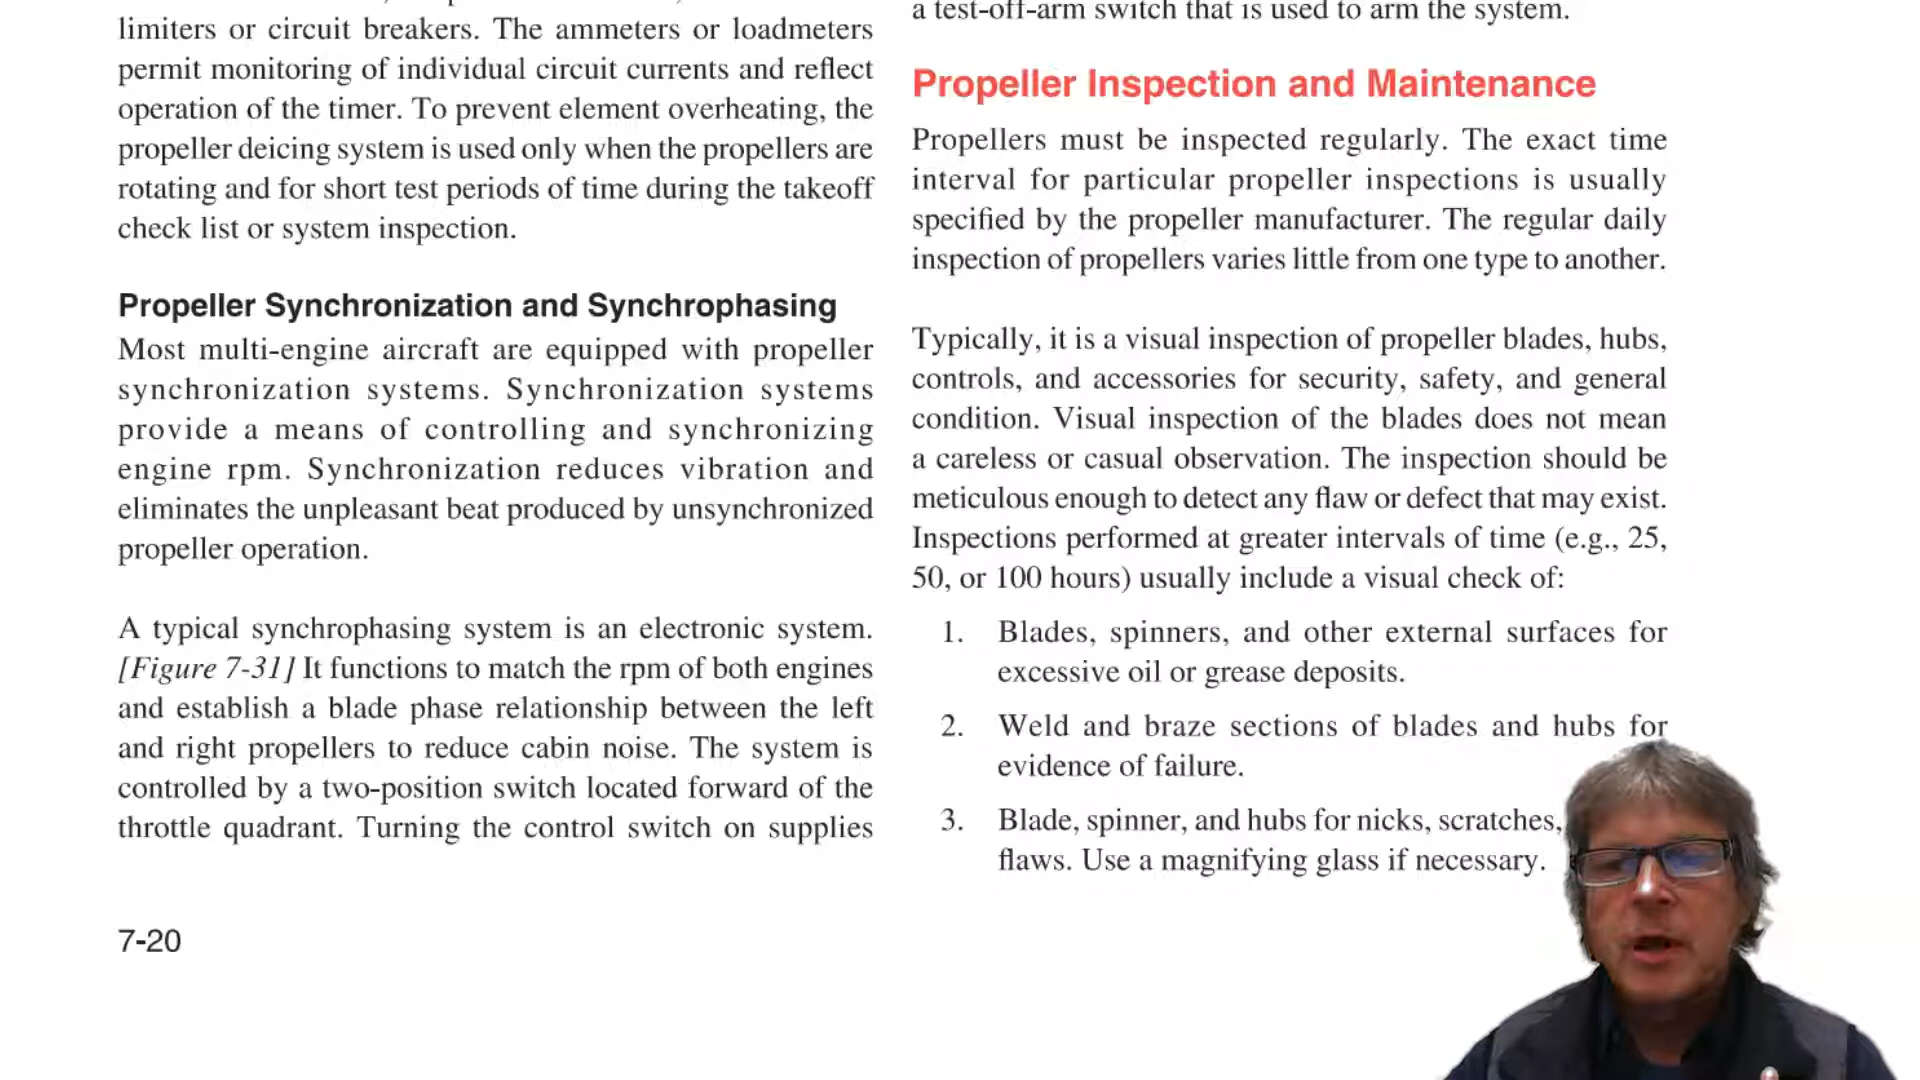 limiters or circuit breakers. The ammeters or loadmeters
permit monitoring of individual circuit currents and reflect
operation of the timer. To prevent element overheating, the
propeller deicing system is used only when the propellers are
rotating and for short test periods of time during the takeoff
check list or system inspection.
Propeller Synchronization and Synchrophasing
Most multi-engine aircraft are equipped with propeller
synchronization systems. Synchronization systems
provide a means of controlling and synchronizing
engine rpm. Synchronization reduces vibration and
eliminates the unpleasant beat produced by unsynchronized
propeller operation.
A typical synchrophasing system is an electronic system.
[Figure 7-31] It functions to match the rpm of both engines
and establish a blade phase relationship between the left
and right propellers to reduce cabin noise. The system is
controlled by a two-position switch located forward of the
throttle quadrant. Turning the control switch on supplies
7-20
a test-off-arm switch that is used to arm the system.
Propeller Inspection and Maintenance
Propellers must be inspected regularly. The exact time
interval for particular propeller inspections is usually
specified by the propeller manufacturer. The regular daily
inspection of propellers varies little from one type to another.
Typically, it is a visual inspection of propeller blades, hubs,
controls, and accessories for security, safety, and general
condition. Visual inspection of the blades does not mean
a careless or casual observation. The inspection should be
meticulous enough to detect any flaw or defect that may exist.
Inspections performed at greater intervals of time (e.g., 25,
50, or 100 hours) usually include a visual check of:
1. Blades, spinners, and other external surfaces for
excessive oil or grease deposits.
2. Weld and braze sections of blades and hubs for
evidence of failure.
3. Blade, spinner, and hubs for nicks, scratches,
flaws. Use a magnifying glass if necessary.